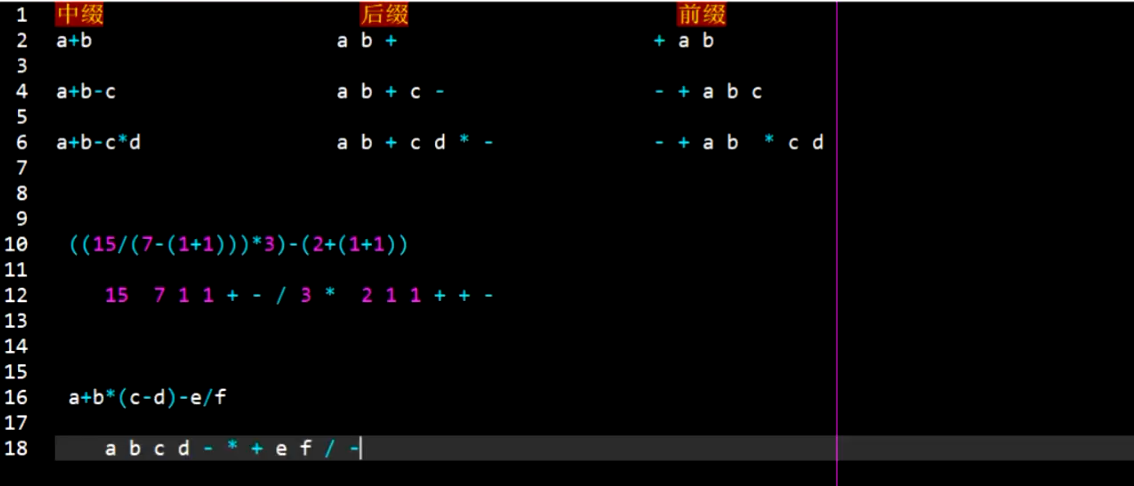 1 中缀 后缀 前缀
2 a+b a b + + a b
3
4 a+b-c a b + c - - + a b c
5
6 a+b-c*d a b + c d * - - + a b * c d
7
8
9
10 ((15/(7-(1+1)))*3)-(2+(1+1))
11
12 15 7 1 1 + - / 3 * 2 1 1 + + -
13
14
15
16 a+b*(c-d)-e/f
17
18 a b c d - * + e f / -